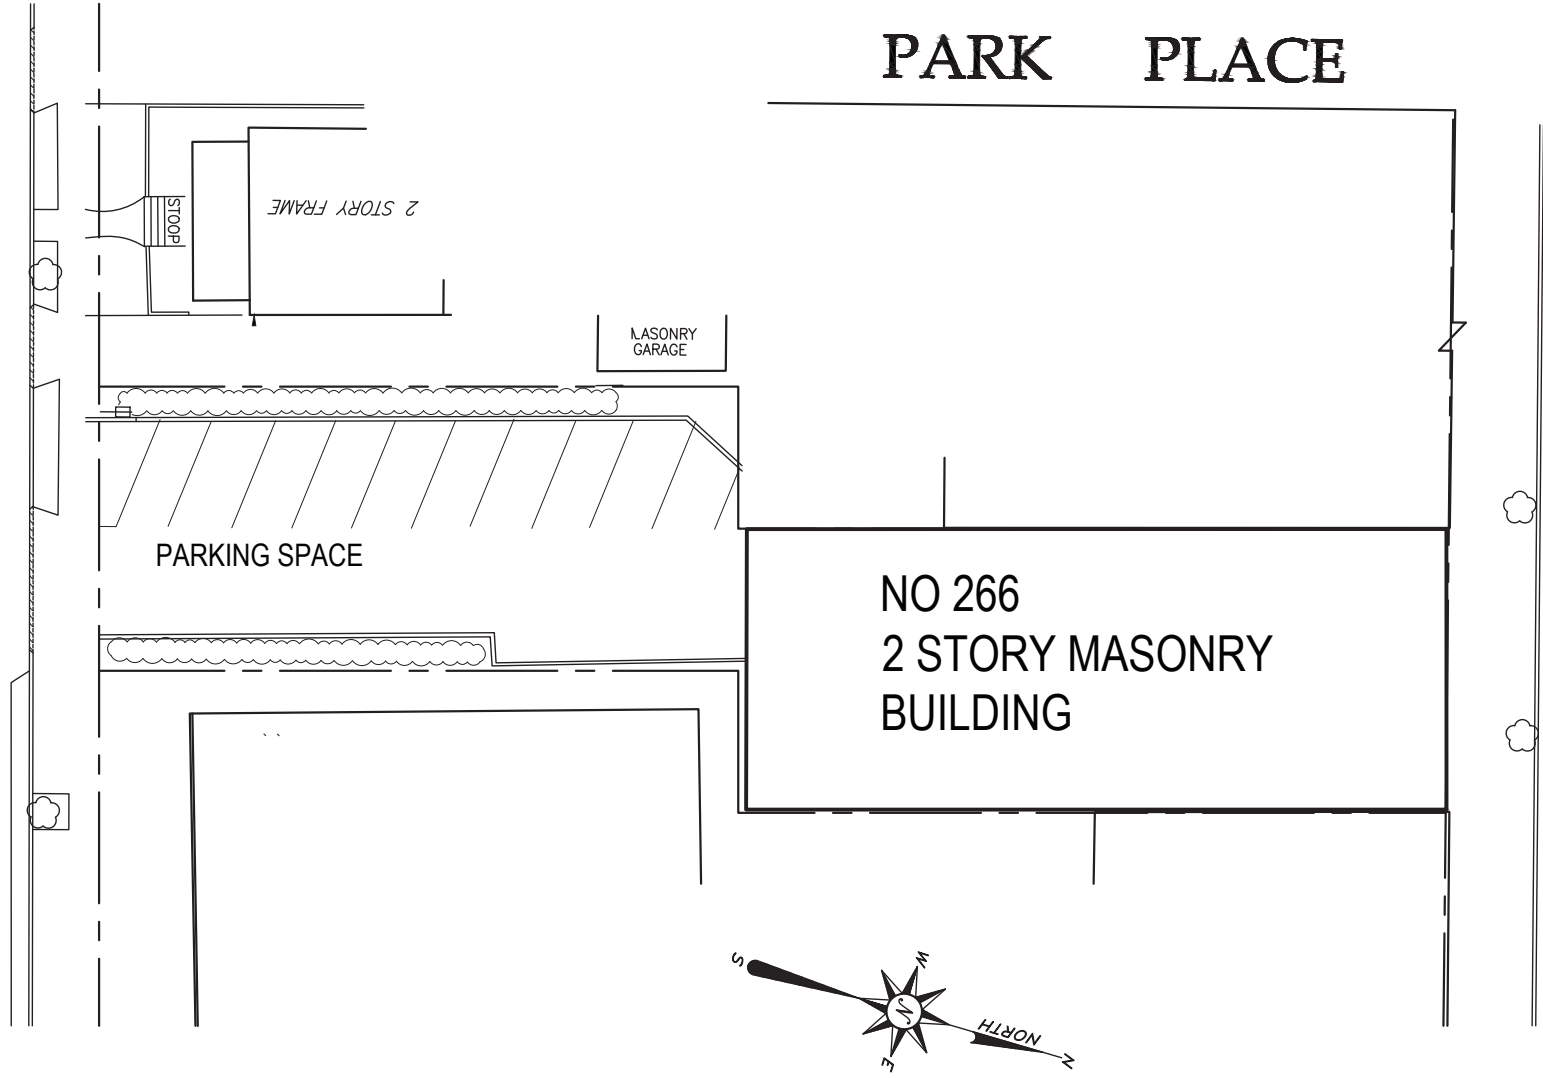 PARK PLACE
STOOP
2 STORY FRAME
MASONRY
GARAGE
PARKING SPACE
NO 266
2 STORY MASONRY
BUILDING
S
W
N
E
NORTH
N